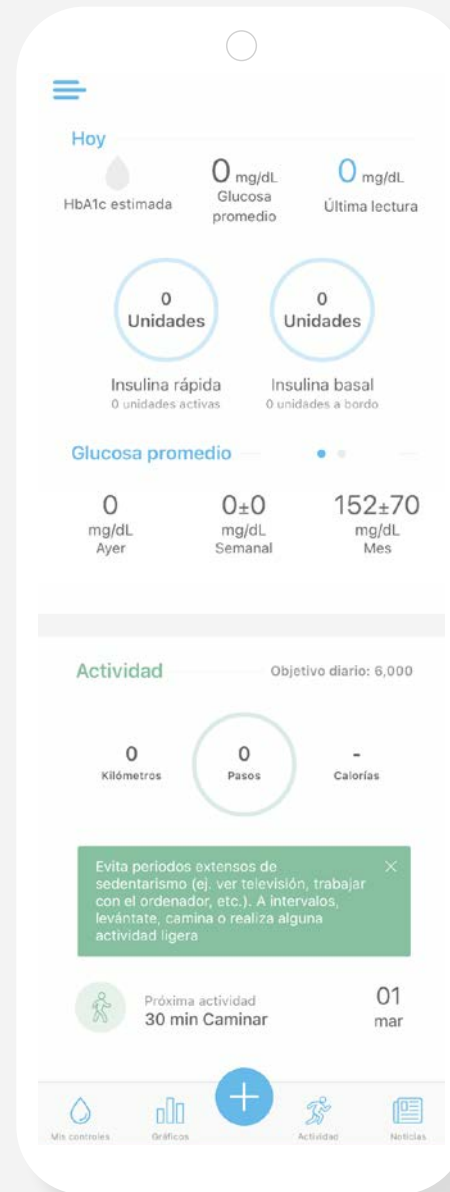 Hoy
HbA1c estimada
0 mg/dL
Glucosa
promedio
0 mg/dL
Última lectura
0
Unidades
Insulina rápida
0 unidades activas
0
Unidades
Insulina basal
0 unidades a bordo
Glucosa promedio
0
mg/dL
Ayer
0±0
mg/dL
Semanal
152±70
mg/dL
Mes
Actividad
Objetivo diario: 6,000
0
Kilómetros
0
Pasos
-
Calorías
Evita periodos extensos de
sedentarismo (ej. ver televisión, trabajar
con el ordenador, etc.). A intervalos,
levántate, camina o realiza alguna
actividad ligera
Próxima actividad
30 min Caminar
01
mar
Mis controles
Gráficos
Actividad
Noticias